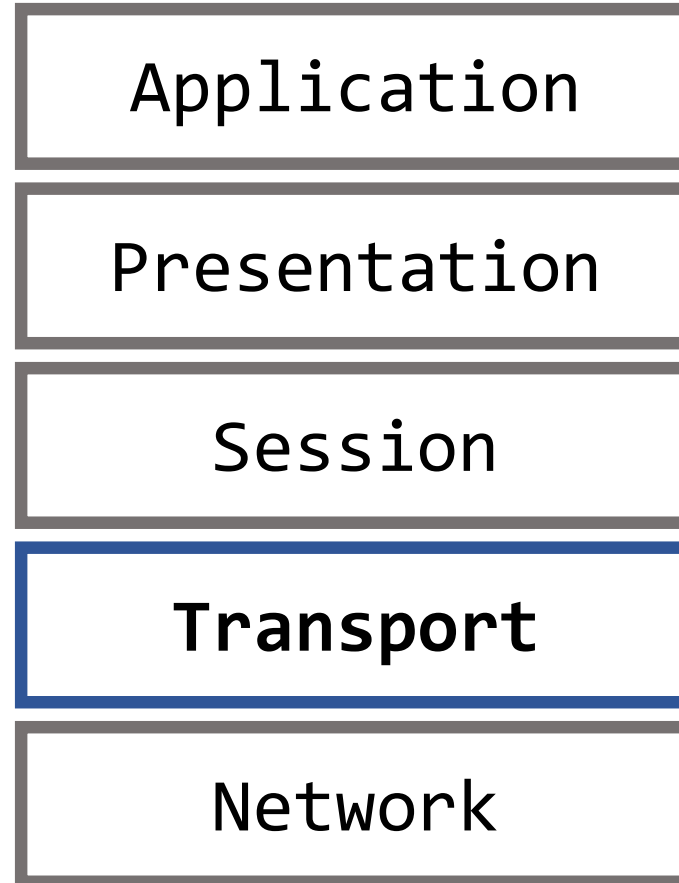 Application
Presentation
Session
Transport
Network